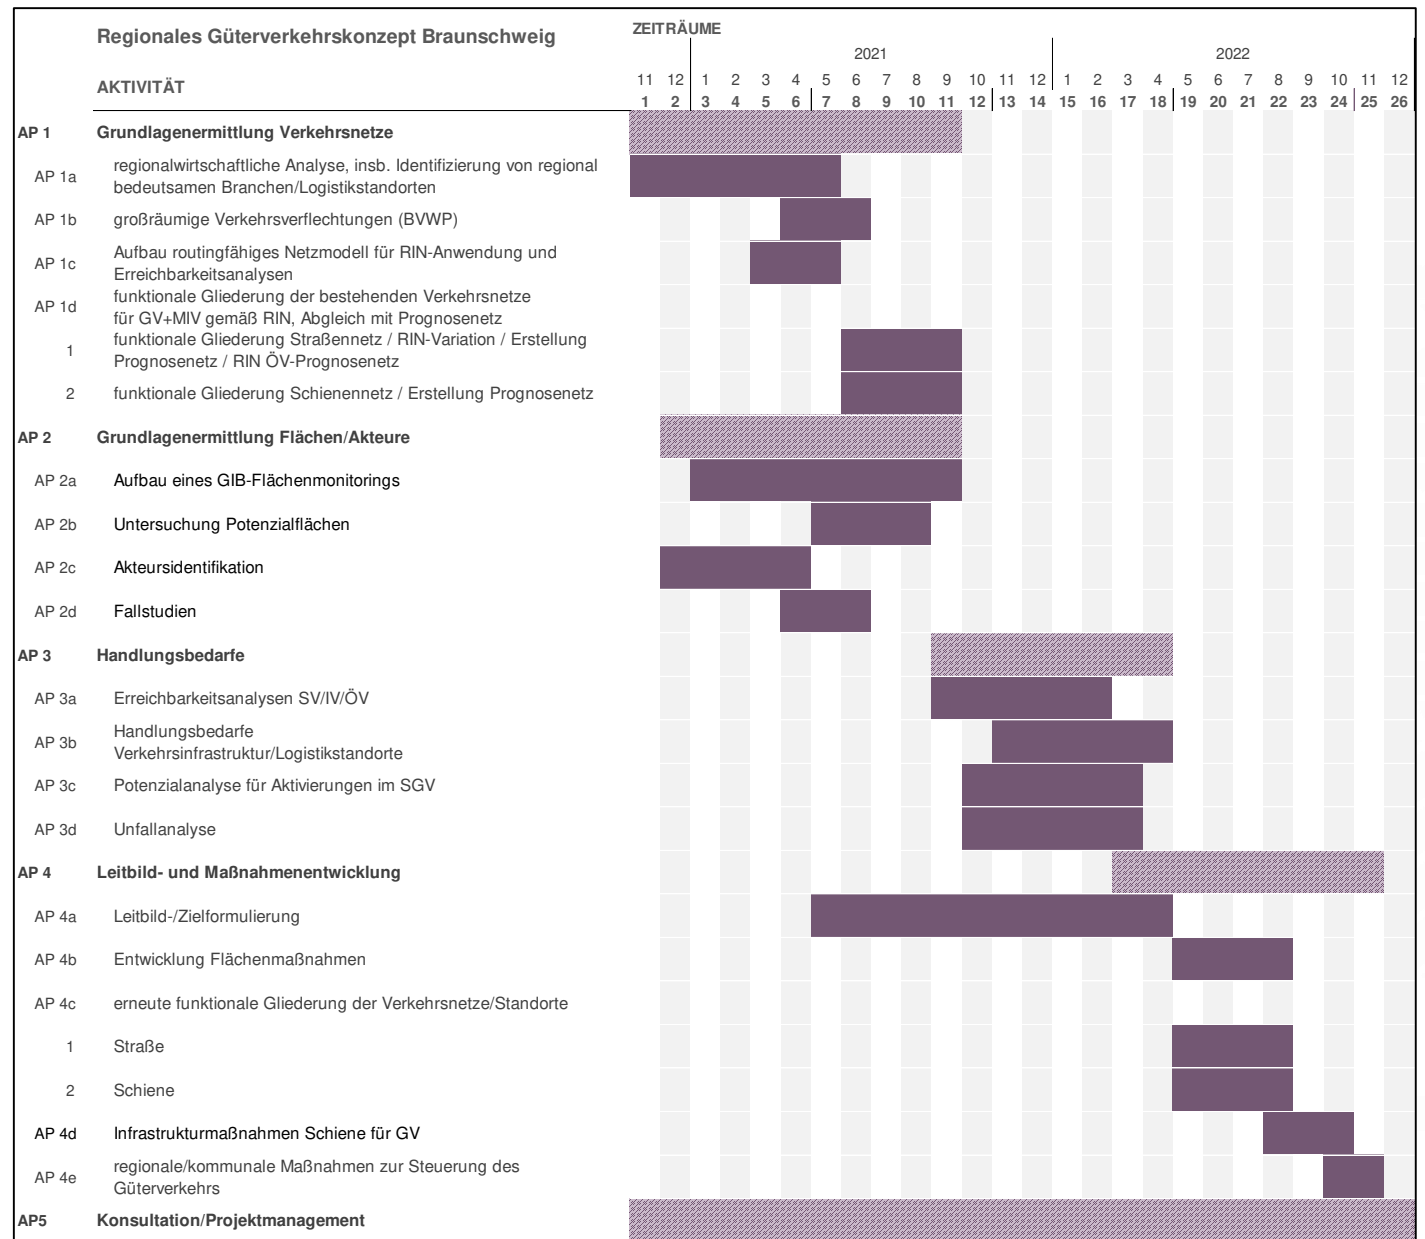 Regionales Güterverkehrskonzept Braunschweig
ZEITRÄUME
2021 2022
AKTIVITÄT
11 12 1 2 3 4 5 6 7 8 9 10 11 12 1 2 3 4 5 6 7 8 9 10 11 12
1 2 3 4 5 6 7 8 9 10 11 12 13 14 15 16 17 18 19 20 21 22 23 24 25 26
AP 1 Grundlagenermittlung Verkehrsnetze
AP 1a regionalwirtschaftliche Analyse, insb. Identifizierung von regional
bedeutsamen Branchen/Logistikstandorten
AP 1b großräumige Verkehrsverflechtungen (BVWP)
AP 1c Aufbau routingfähiges Netzmodell für RIN-Anwendung und
Erreichbarkeitsanalysen
AP 1d funktionale Gliederung der bestehenden Verkehrsnetze
für GV+MIV gemäß RIN, Abgleich mit Prognosenetz
1 funktionale Gliederung Straßennetz / RIN-Variation / Erstellung
Prognosenetz / RIN ÖV-Prognosenetz
2 funktionale Gliederung Schienennetz / Erstellung Prognosenetz
AP 2 Grundlagenermittlung Flächen/Akteure
AP 2a Aufbau eines GIB-Flächenmonitorings
AP 2b Untersuchung Potenzialflächen
AP 2c Akteursidentifikation
AP 2d Fallstudien
AP 3 Handlungsbedarfe
AP 3a Erreichbarkeitsanalysen SV/IV/ÖV
AP 3b Handlungsbedarfe
Verkehrsinfrastruktur/Logistikstandorte
AP 3c Potenzialanalyse für Aktivierungen im SGV
AP 3d Unfallanalyse
AP 4 Leitbild- und Maßnahmenentwicklung
AP 4a Leitbild-/Zielformulierung
AP 4b Entwicklung Flächenmaßnahmen
AP 4c erneute funktionale Gliederung der Verkehrsnetze/Standorte
1 Straße
2 Schiene
AP 4d Infrastrukturmaßnahmen Schiene für GV
AP 4e regionale/kommunale Maßnahmen zur Steuerung des
Güterverkehrs
AP5 Konsultation/Projektmanagement